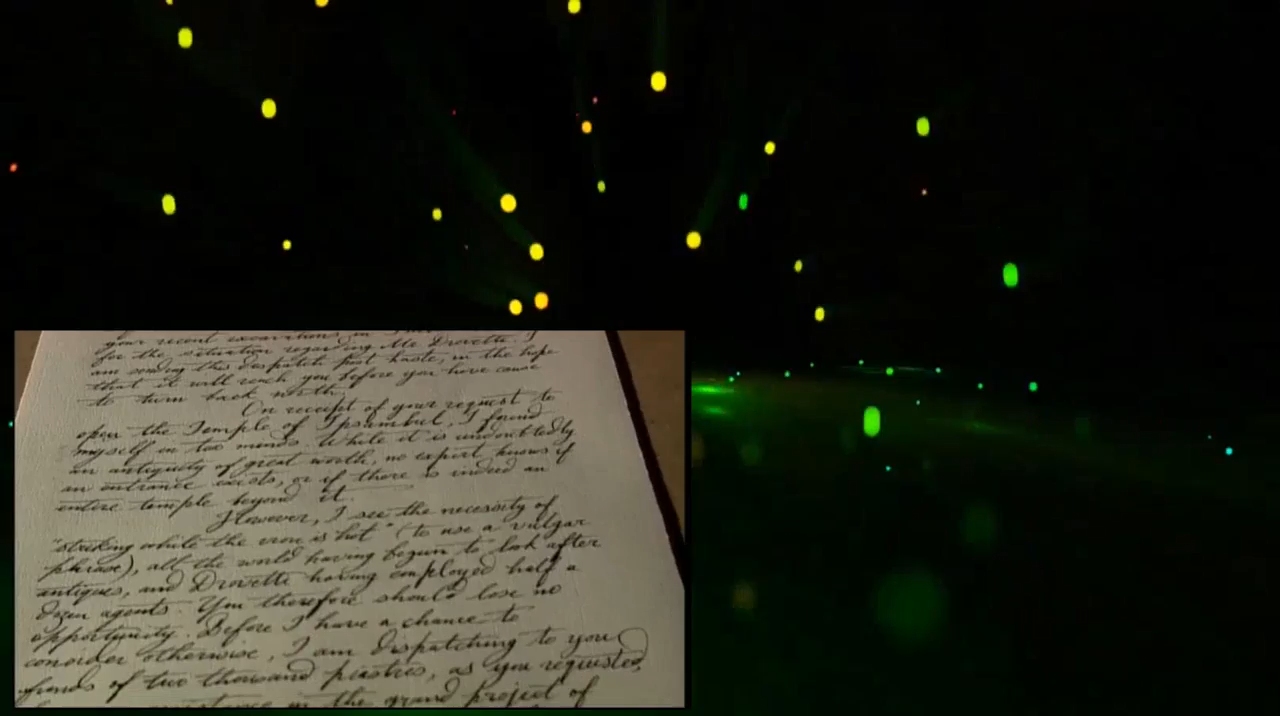 your recent excavations in
for the situation regarding Mr Drovetti. I
am sending this dispatch post haste, in the hope
that it will reach you before you have cause
to turn back north.
On receipt of your request to
open the Temple of Ipsambul, I found
myself in two minds. While it is undoubtedly
an antiquity of great worth, no expert knows if
an entrance exists, or if there is indeed an
entire temple beyond it.
However, I see the necessity of
"striking while the iron is hot" (to use a vulgar
phrase), all the world having begun to look after
antiques, and Drovetti having employed half a
dozen agents. You therefore should lose no
opportunity. Before I have a chance to
consider otherwise, I am dispatching to you
funds of two thousand piastres, as you requested,
assistance in the grand project of